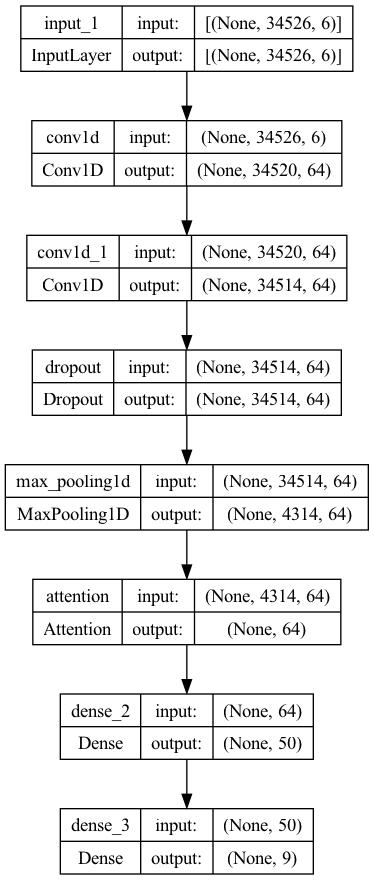 input_1 input: [(None, 34526, 6)]
InputLayer output: [(None, 34526, 6)]
conv1d input: (None, 34526, 6)
Conv1D output: (None, 34520, 64)
conv1d_1 input: (None, 34520, 64)
Conv1D output: (None, 34514, 64)
dropout input: (None, 34514, 64)
Dropout output: (None, 34514, 64)
max_pooling1d input: (None, 34514, 64)
MaxPooling1D output: (None, 4314, 64)
attention input: (None, 4314, 64)
Attention output: (None, 64)
dense_2 input: (None, 64)
Dense output: (None, 50)
dense_3 input: (None, 50)
Dense output: (None, 9)